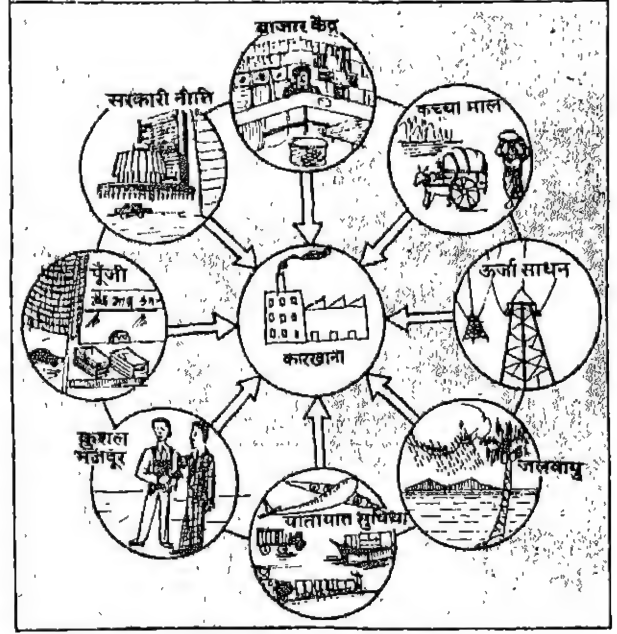 बाजार केंद्र
सरकारी नीति
कच्चा माल
पूँजी
ऊर्जा साधन
कारखाना
कुशल
मजदूर
जलवायु
यातायात सुविधा